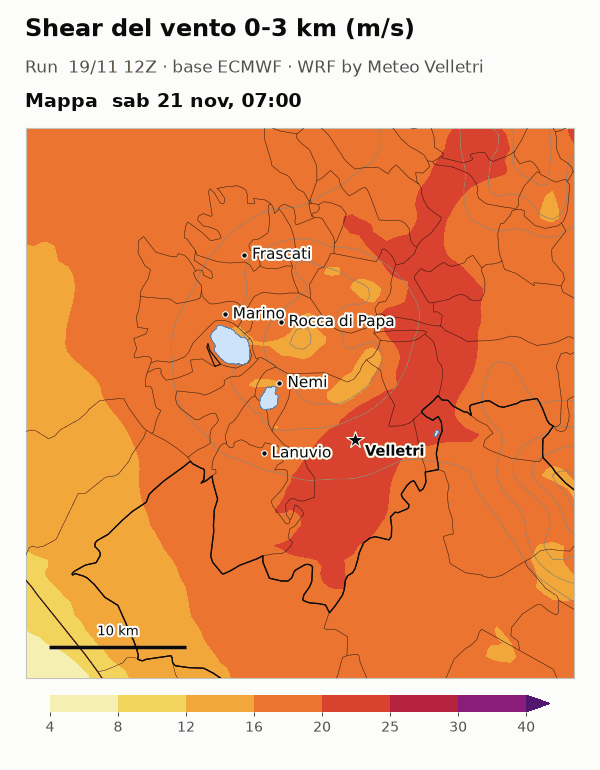 Shear del vento 0-3 km (m/s)
Run  19/11 12Z · base ECMWF · WRF by Meteo Velletri
Mappa  sab 21 nov, 07:00
Frascati
Marino
Rocca di Papa
Nemi
Velletri
Lanuvio
10 km
4 8 12 16 20 25 30 40